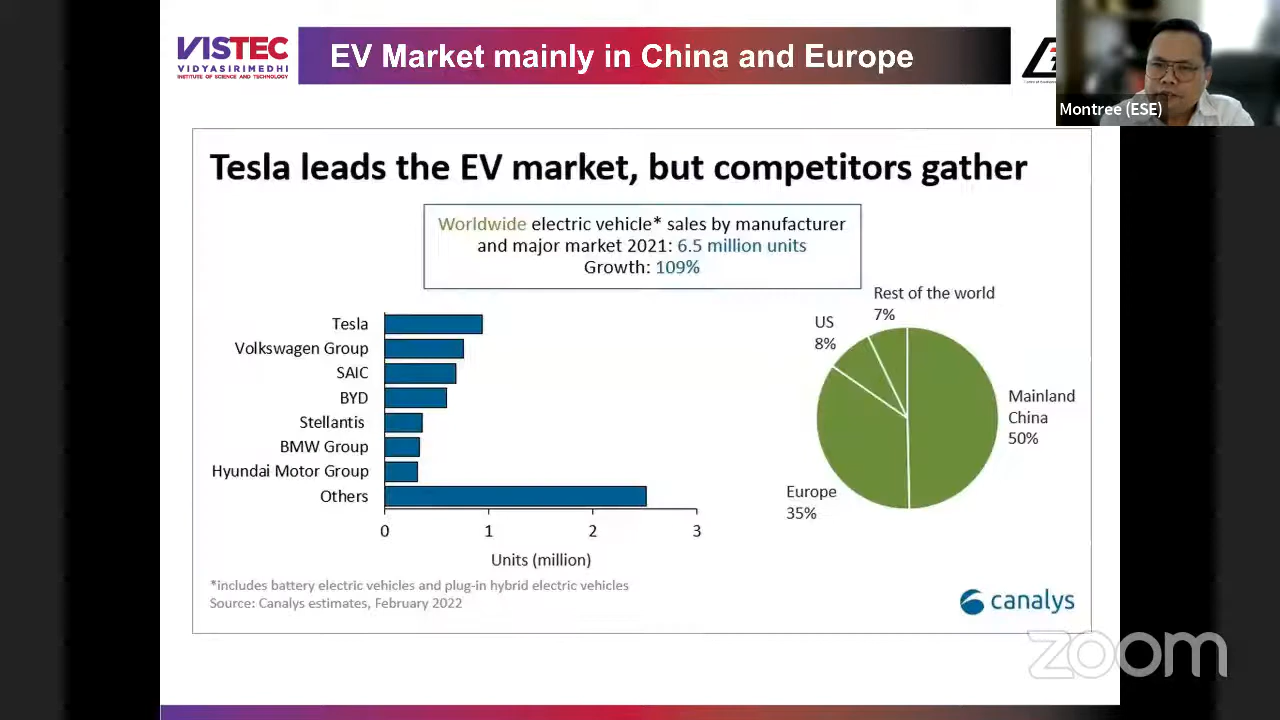 VISTEC
VIDYASIRIMEDHI
INSTITUTE OF SCIENCE AND TECHNOLOGY
EV Market mainly in China and Europe
Montree (ESE)
Tesla leads the EV market, but competitors gather
Worldwide electric vehicle* sales by manufacturer
and major market 2021: 6.5 million units
Growth: 109%
Tesla
Volkswagen Group
SAIC
BYD
Stellantis
BMW Group
Hyundai Motor Group
Others
0 1 2 3
Units (million)
Rest of the world
7%
US
8%
Mainland
China
50%
Europe
35%
*includes battery electric vehicles and plug-in hybrid electric vehicles
Source: Canalys estimates, February 2022
canalys
zoom